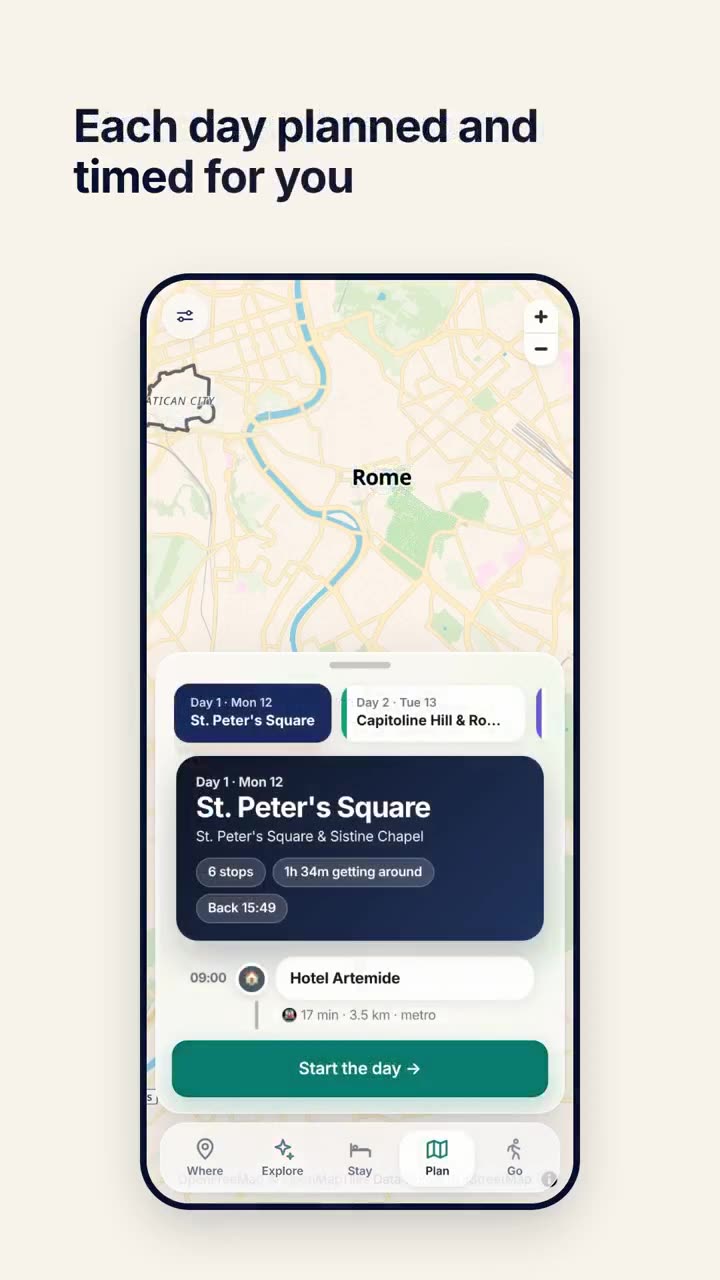 Each day planned and
timed for you
ATICAN CITY
Rome
Day 1 · Mon 12
St. Peter's Square
Day 2 · Tue 13
Capitoline Hill & Ro...
Day 1 · Mon 12
St. Peter's Square
St. Peter's Square & Sistine Chapel
6 stops
1h 34m getting around
Back 15:49
09:00
Hotel Artemide
17 min · 3.5 km · metro
Start the day →
Where
Explore
Stay
Plan
Go